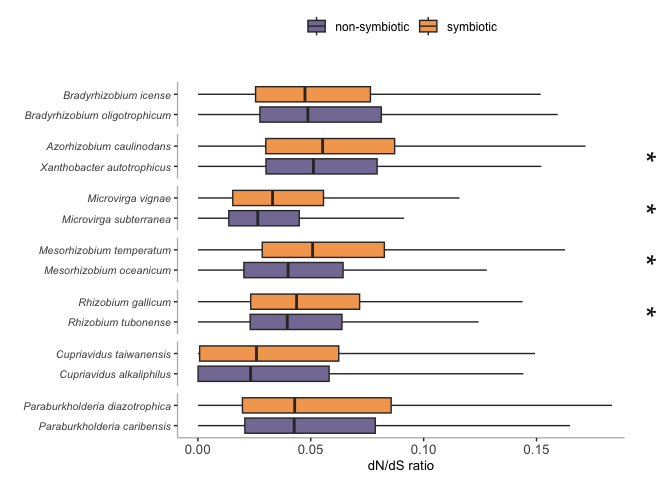 non-symbiotic symbiotic
Bradyrhizobium icense
Bradyrhizobium oligotrophicum
Azorhizobium caulinodans
*
Xanthobacter autotrophicus
Microvirga vignae
*
Microvirga subterranea
Mesorhizobium temperatum
*
Mesorhizobium oceanicum
Rhizobium gallicum
*
Rhizobium tubonense
Cupriavidus taiwanensis
Cupriavidus alkaliphilus
Paraburkholderia diazotrophica
Paraburkholderia caribensis
0.00 0.05 0.10 0.15
dN/dS ratio